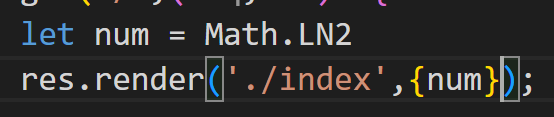 let num = Math.LN2
res.render('./index',{num});